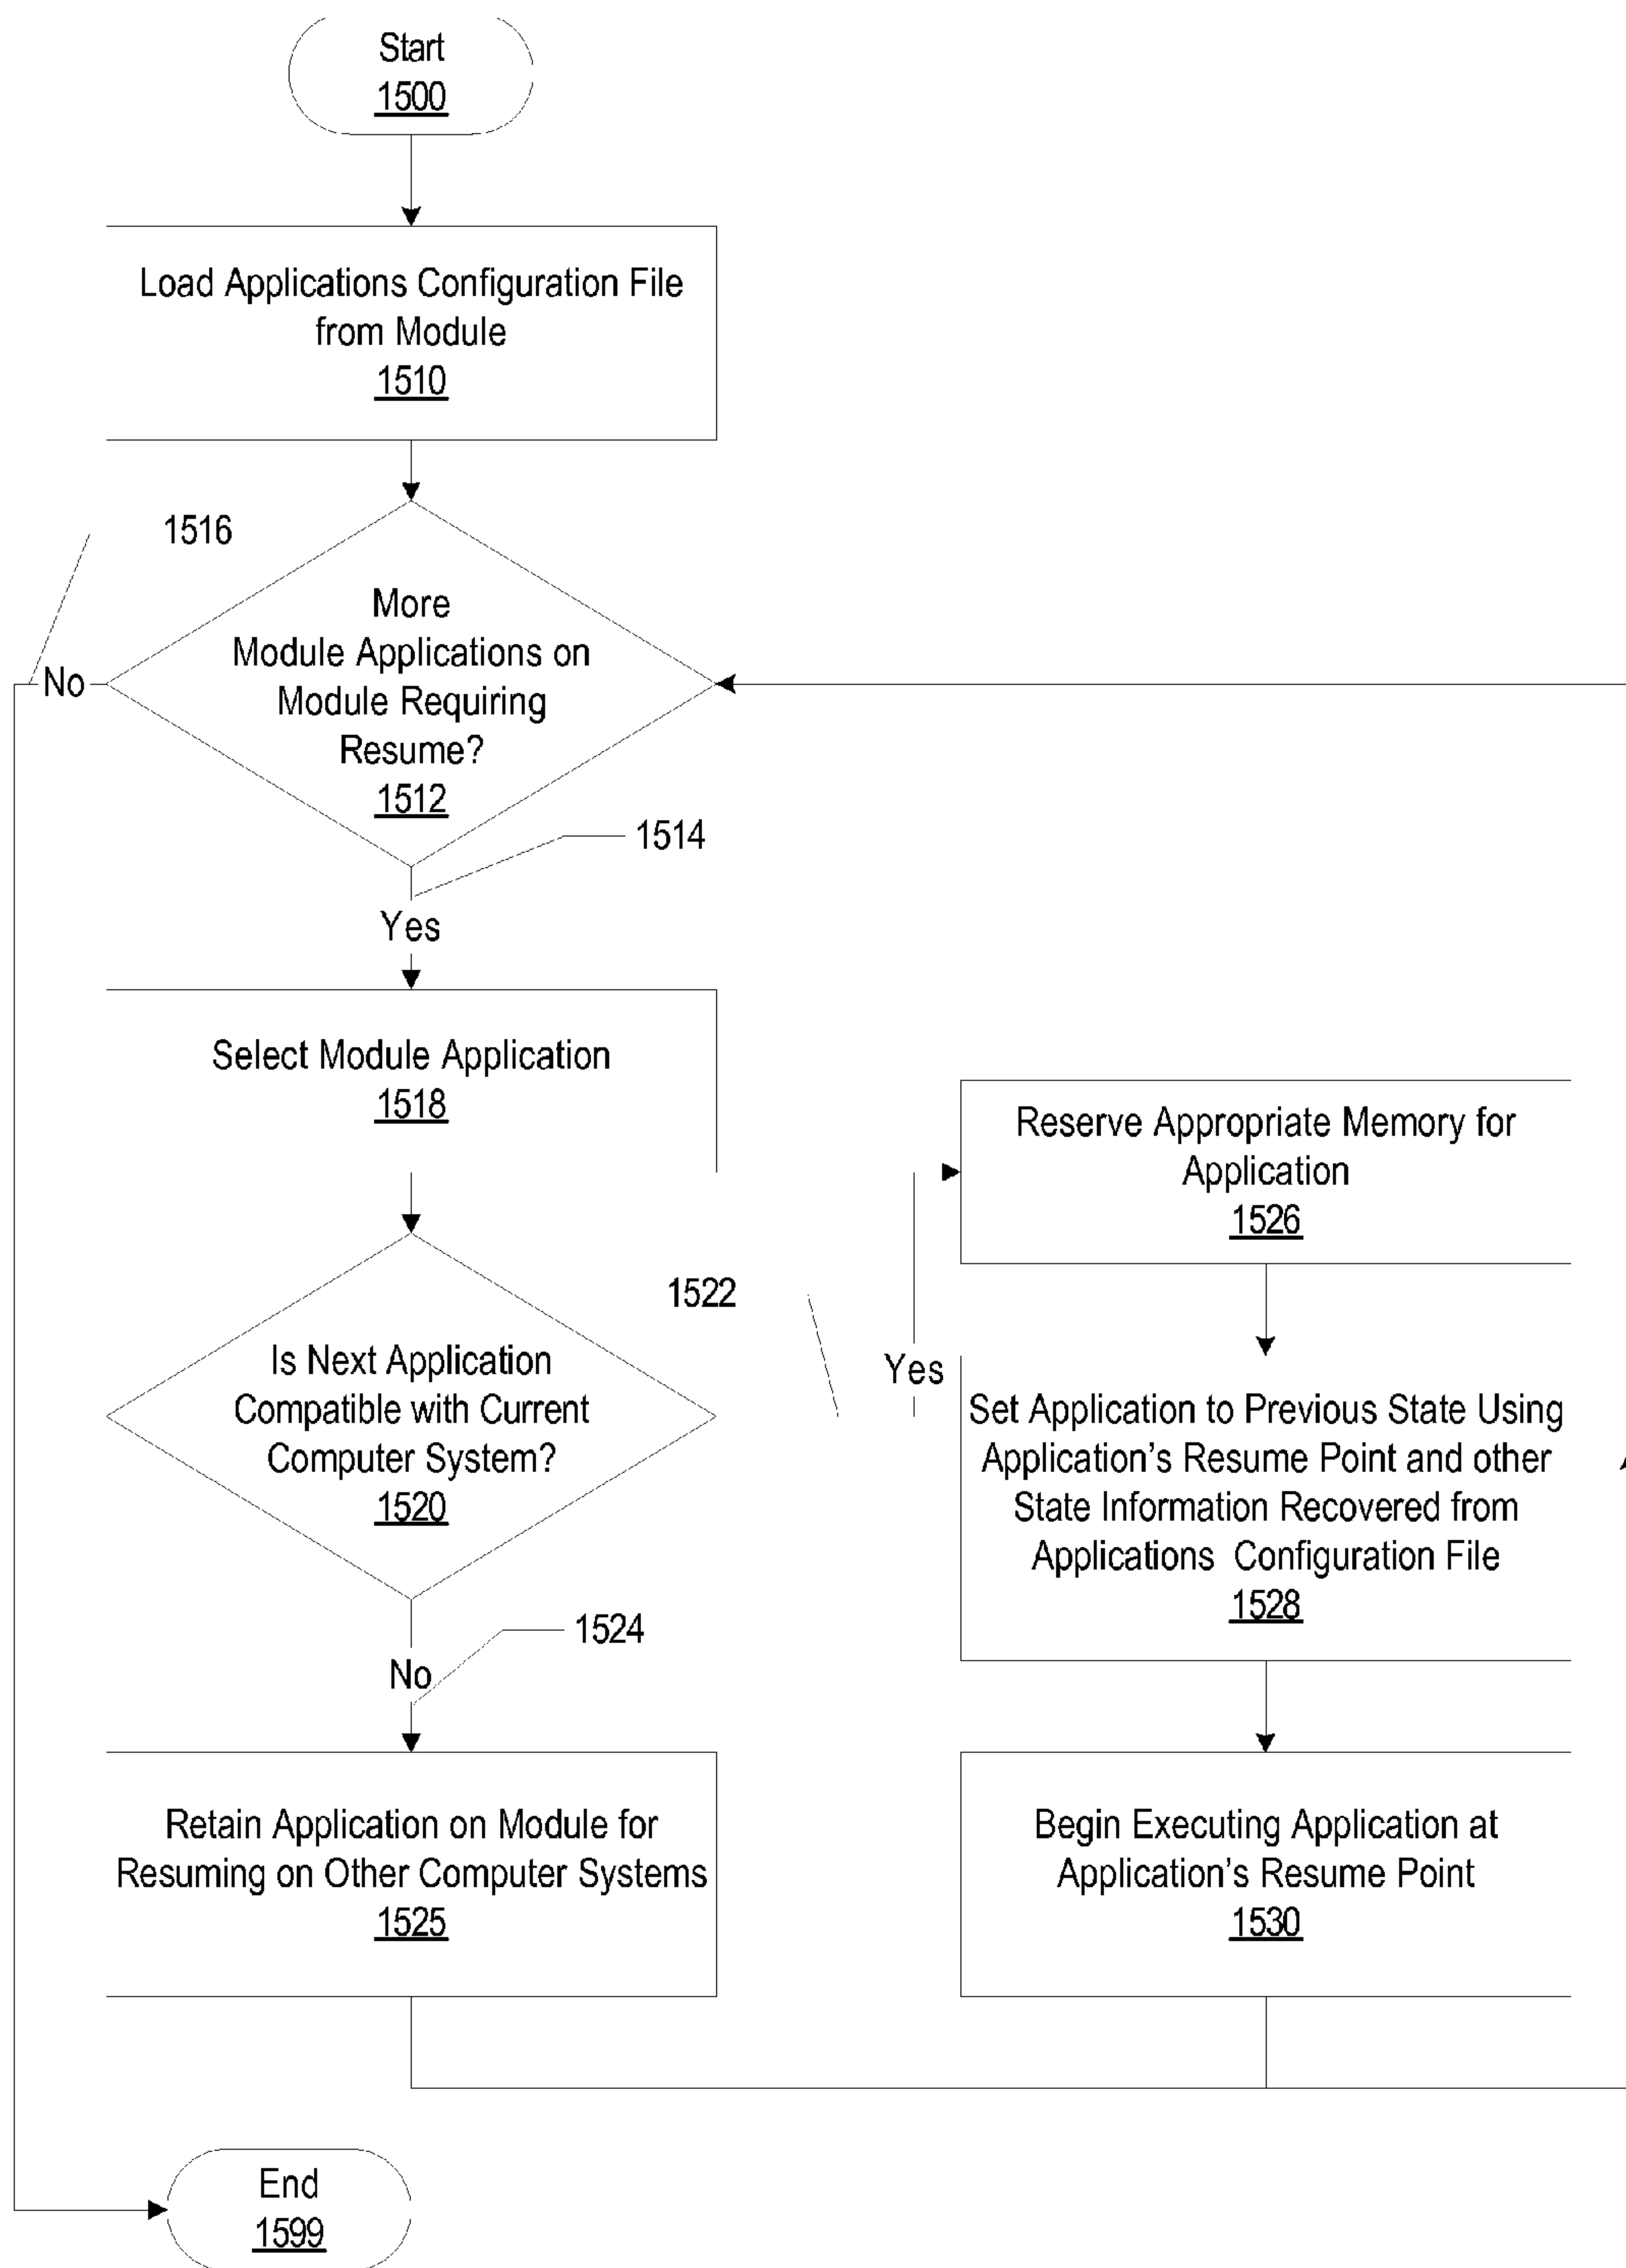 Start
1500
Load Applications Configuration File
from Module
1510
1516
More
Module Applications on
Module Requiring
Resume?
1512
No
1514
Yes
Select Module Application
1518
Is Next Application
Compatible with Current
Computer System?
1520
1522
Yes
Reserve Appropriate Memory for
Application
1526
Set Application to Previous State Using
Application's Resume Point and other
State Information Recovered from
Applications Configuration File
1528
1524
No
Retain Application on Module for
Resuming on Other Computer Systems
1525
Begin Executing Application at
Application's Resume Point
1530
End
1599